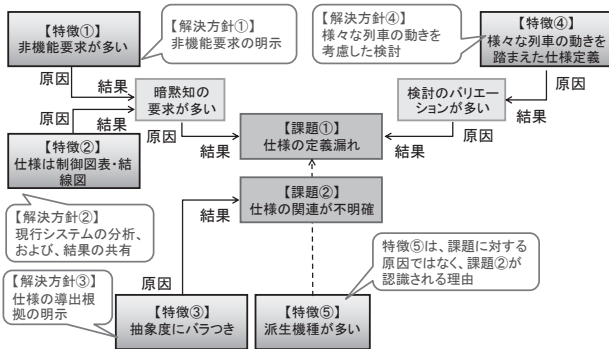 【特徴①】
非機能要求が多い
【解決方針①】
非機能要求の明示
【解決方針④】
様々な列車の動きを
考慮した検討
【特徴④】
様々な列車の動きを
踏まえた仕様定義
原因
結果
暗黙知の
要求が多い
検討のバリエー
ションが多い
原因
結果
原因
結果
【特徴②】
仕様は制御図表・結
線図
原因
結果
【課題①】
仕様の定義漏れ
原因
結果
【課題②】
仕様の関連が不明確
結果
【解決方針②】
現行システムの分析、
および、結果の共有
特徴⑤は、課題に対する
原因ではなく、課題②が
認識される理由
【解決方針③】
仕様の導出根
拠の明示
原因
【特徴③】
抽象度にバラつき
【特徴⑤】
派生機種が多い